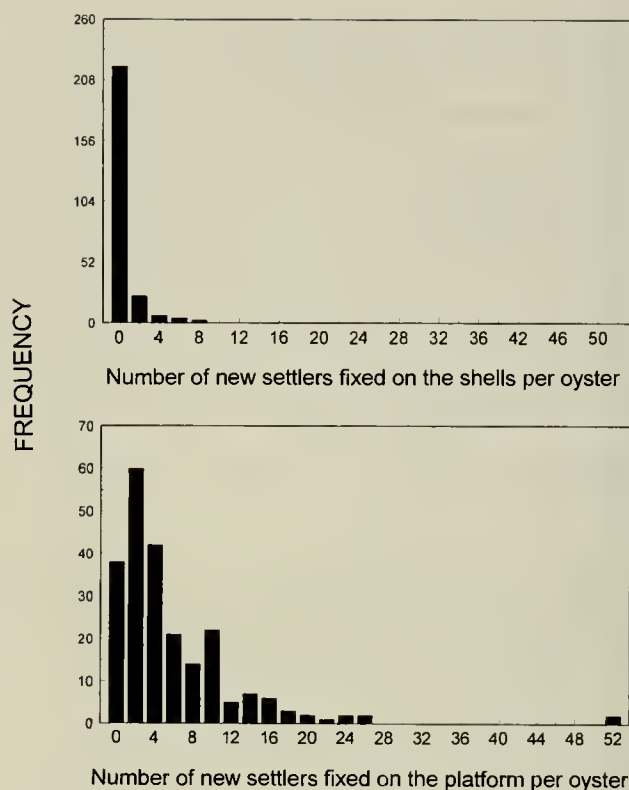 260
208
156
104
52
0
0 4 8 12 16 20 24 28 32 36 42 46 50
Number of new settlers fixed on the shells per oyster
FREQUENCY
70
60
50
40
30
20
10
0
0 4 8 12 16 20 24 28 32 36 40 44 48 52
Number of new settlers fixed on the platform per oyster